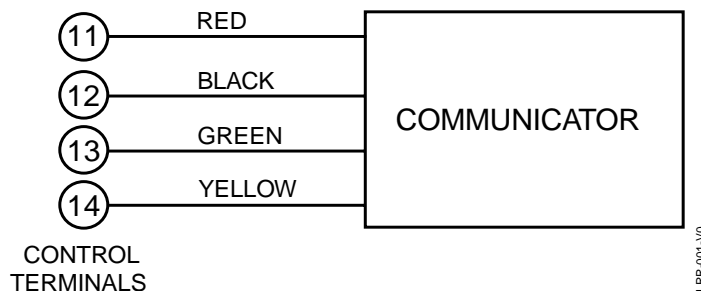 11
RED
12
BLACK
COMMUNICATOR
13
GREEN
14
YELLOW
CONTROL
TERMINALS